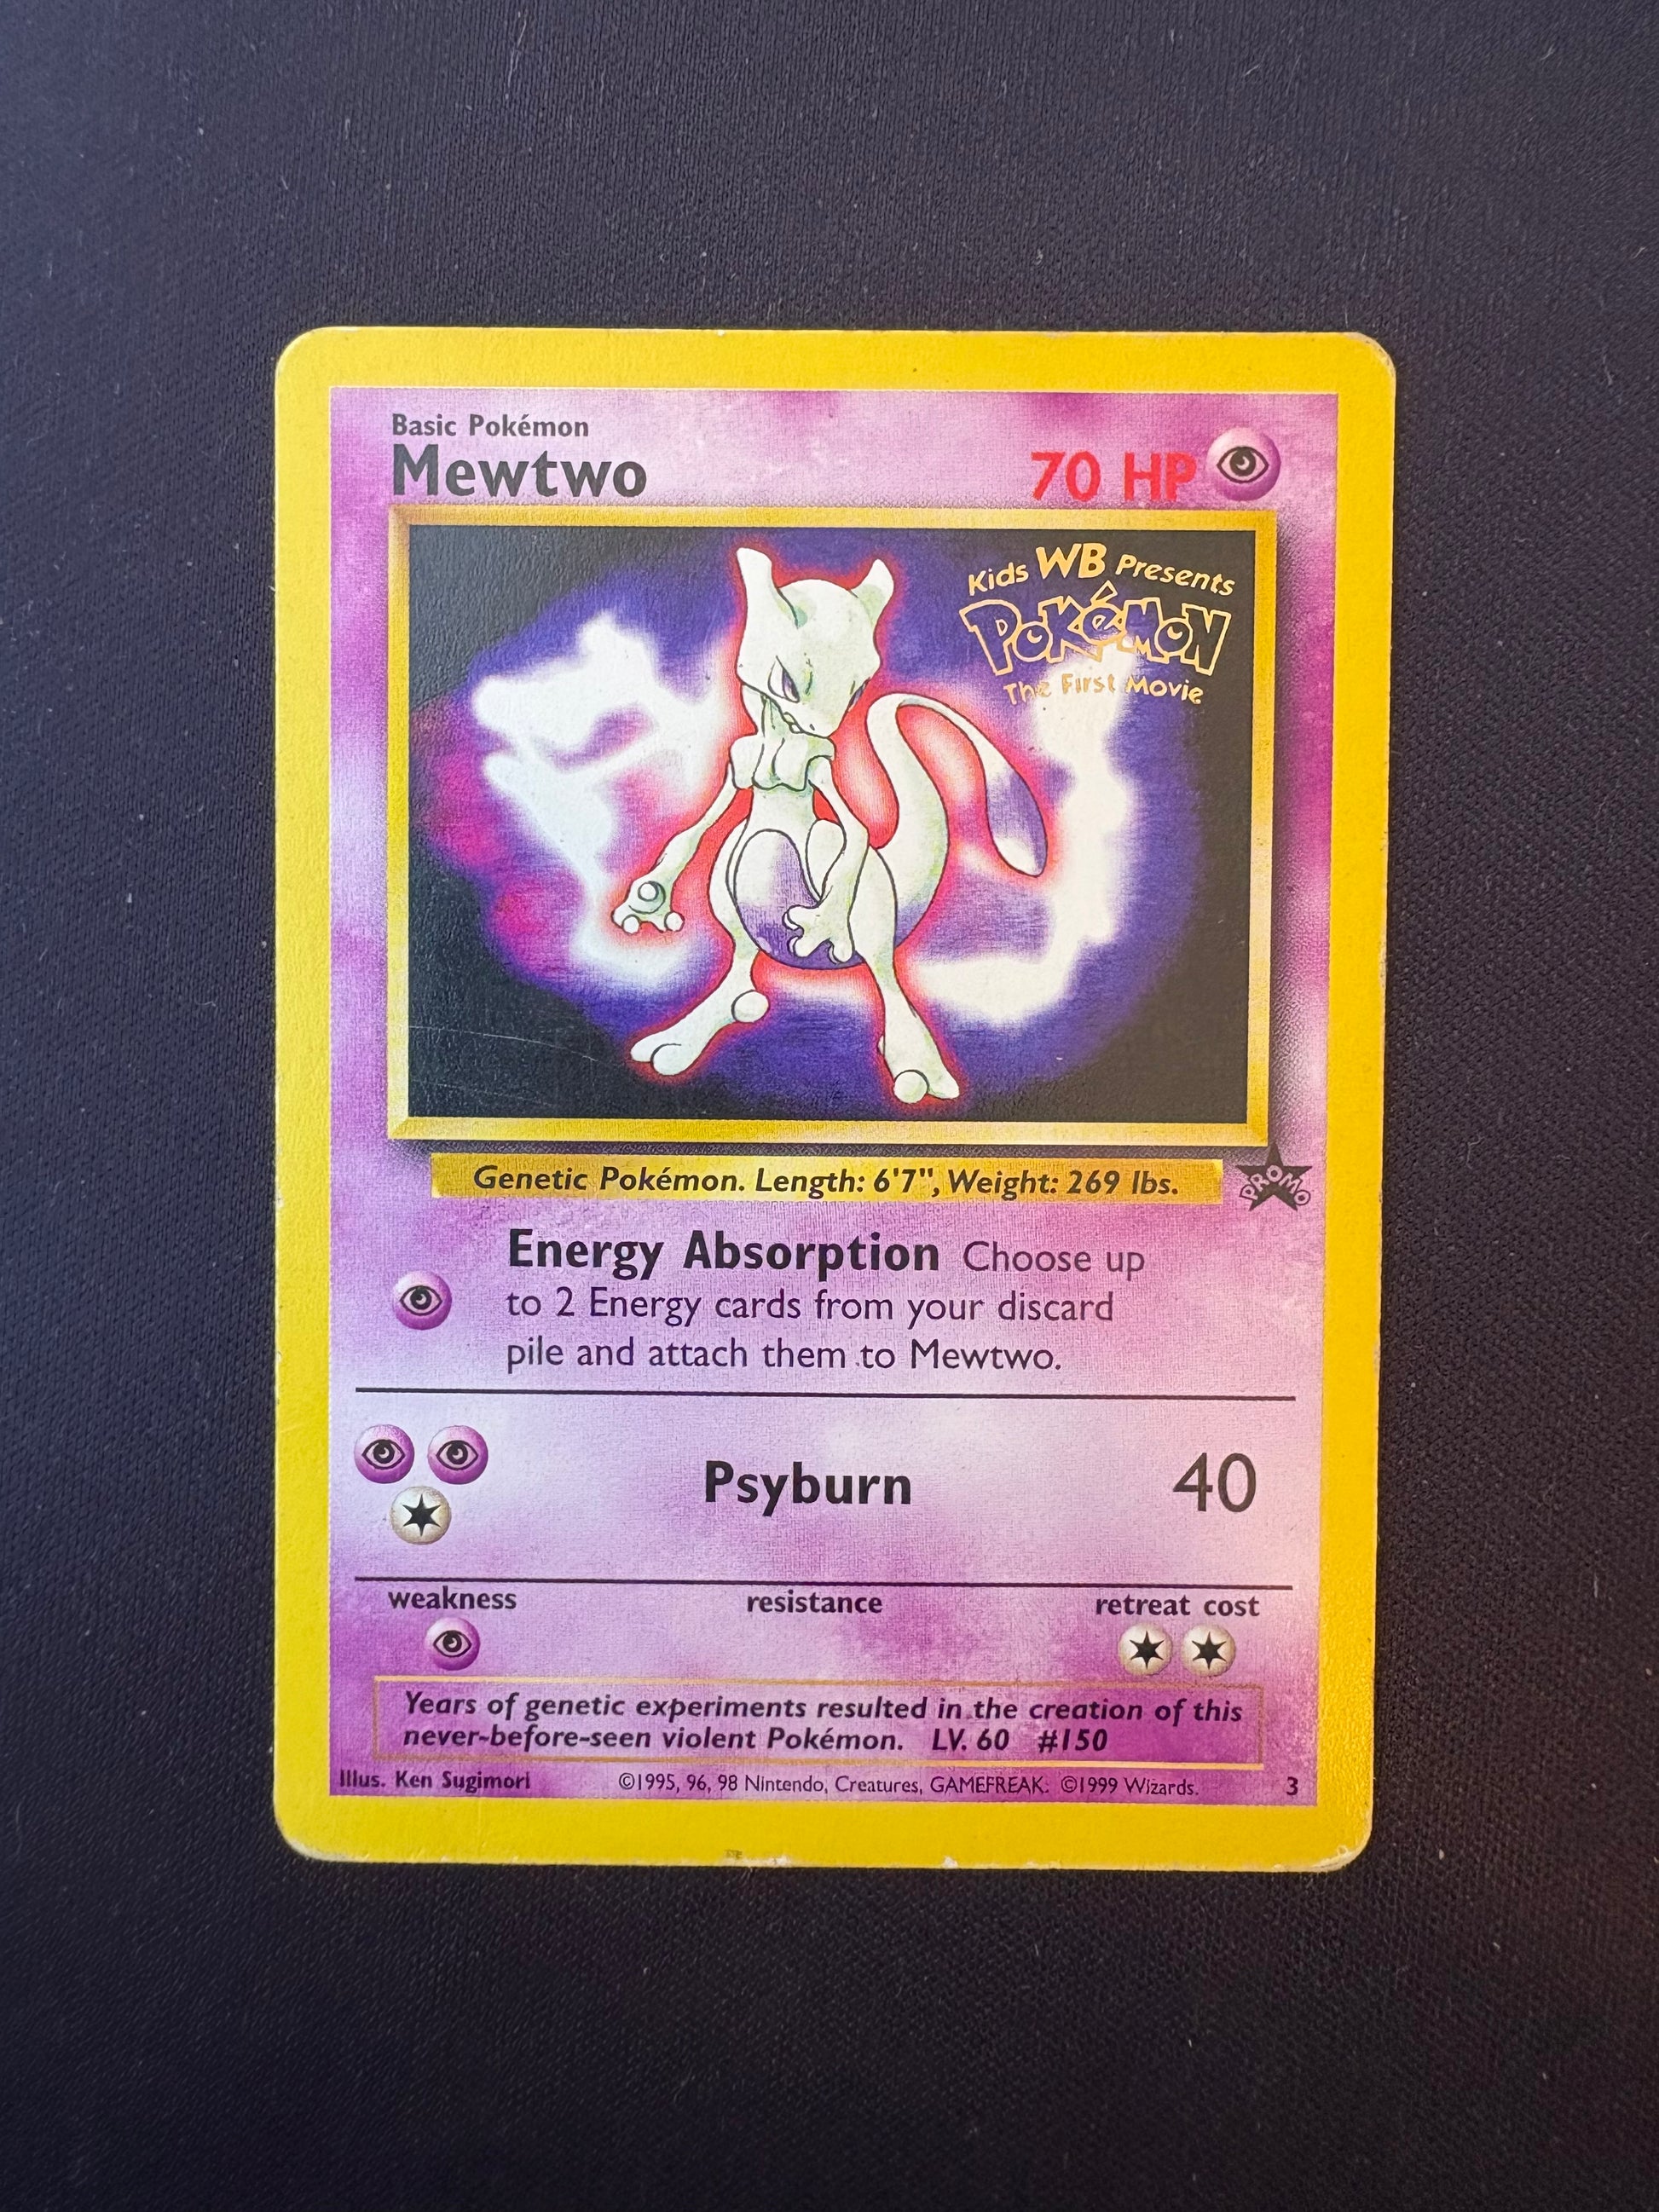 Basic Pokémon
Mewtwo
70 HP
Kids WB Presents
Pokémon
The First Movie
Genetic Pokémon. Length: 6'7", Weight: 269 lbs.
PROMO
Energy Absorption Choose up
to 2 Energy cards from your discard
pile and attach them to Mewtwo.
Psyburn 40
weakness resistance retreat cost
Years of genetic experiments resulted in the creation of this
never-before-seen violent Pokémon. LV. 60 #150
Illus. Ken Sugimori ©1995, 96, 98 Nintendo, Creatures, GAMEFREAK. ©1999 Wizards. 3